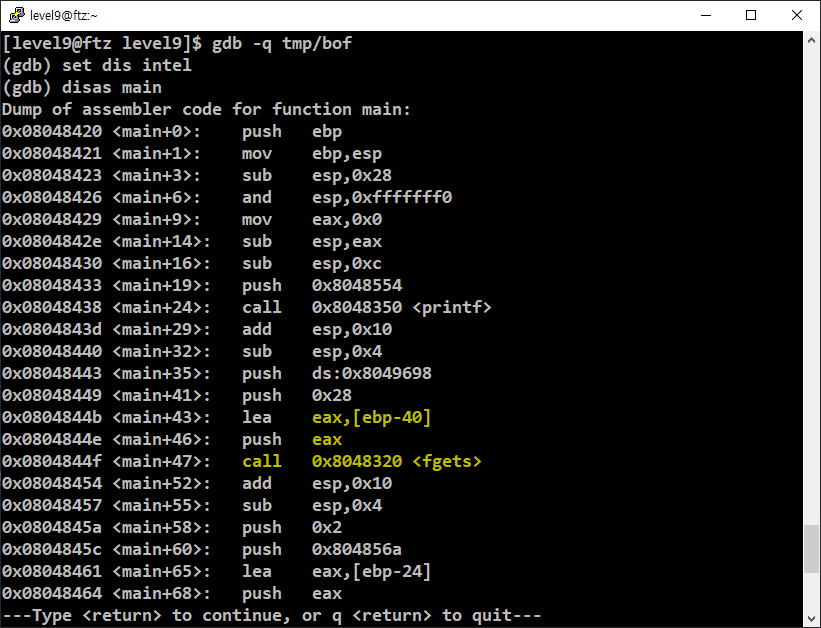 level9@ftz:~
[level9@ftz level9]$ gdb -q tmp/bof
(gdb) set dis intel
(gdb) disas main
Dump of assembler code for function main:
0x08048420 <main+0>:    push   ebp
0x08048421 <main+1>:    mov    ebp,esp
0x08048423 <main+3>:    sub    esp,0x28
0x08048426 <main+6>:    and    esp,0xfffffff0
0x08048429 <main+9>:    mov    eax,0x0
0x0804842e <main+14>:   sub    esp,eax
0x08048430 <main+16>:   sub    esp,0xc
0x08048433 <main+19>:   push   0x8048554
0x08048438 <main+24>:   call   0x8048350 <printf>
0x0804843d <main+29>:   add    esp,0x10
0x08048440 <main+32>:   sub    esp,0x4
0x08048443 <main+35>:   push   ds:0x8049698
0x08048449 <main+41>:   push   0x28
0x0804844b <main+43>:   lea    eax,[ebp-40]
0x0804844e <main+46>:   push   eax
0x0804844f <main+47>:   call   0x8048320 <fgets>
0x08048454 <main+52>:   add    esp,0x10
0x08048457 <main+55>:   sub    esp,0x4
0x0804845a <main+58>:   push   0x2
0x0804845c <main+60>:   push   0x804856a
0x08048461 <main+65>:   lea    eax,[ebp-24]
0x08048464 <main+68>:   push   eax
---Type <return> to continue, or q <return> to quit---